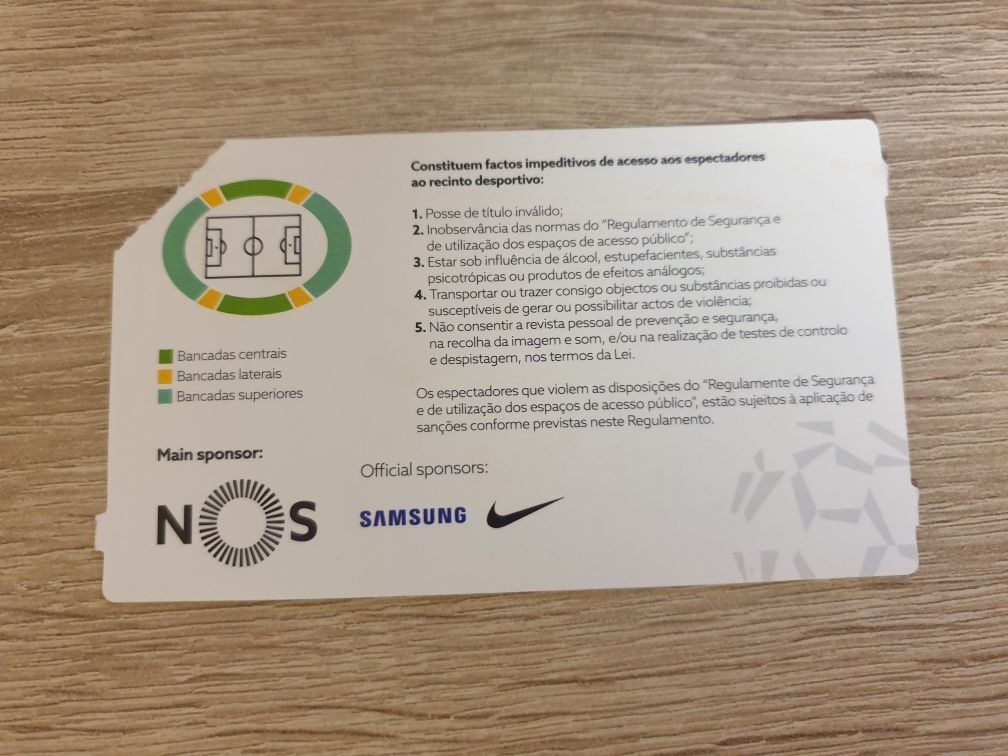 Constituem factos impeditivos de acesso aos espectadores
ao recinto desportivo:
1. Posse de título inválido;
2. Inobservância das normas do "Regulamento de Segurança e
de utilização dos espaços de acesso público";
3. Estar sob influência de álcool, estupefacientes, substâncias
psicotrópicas ou produtos de efeitos análogos;
4. Transportar ou trazer consigo objectos ou substâncias proibidas ou
susceptíveis de gerar ou possibilitar actos de violência;
5. Não consentir a revista pessoal de prevenção e segurança,
na recolha da imagem e som, e/ou na realização de testes de controlo
e despistagem, nos termos da Lei.
Os espectadores que violem as disposições do "Regulamente de Segurança
e de utilização dos espaços de acesso público", estão sujeitos à aplicação de
sanções conforme previstas neste Regulamento.
Bancadas centrais
Bancadas laterais
Bancadas superiores
Main sponsor:
NOS
Official sponsors:
SAMSUNG